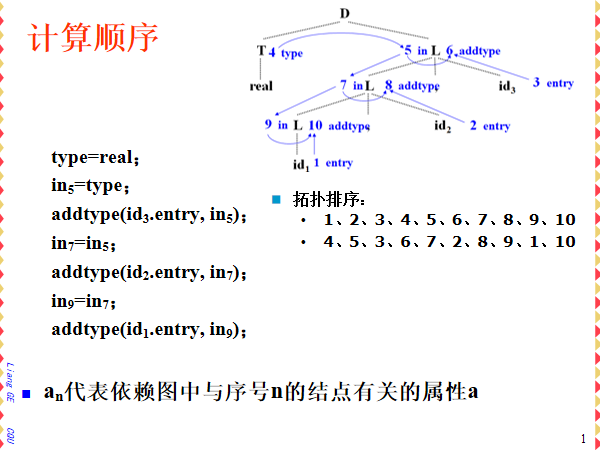 计算顺序
D
T 4 type 5 in L 6 addtype
real 7 in L 8 addtype id3 3 entry
9 in L 10 addtype id2 2 entry
id1 1 entry
type=real；
in5=type；
addtype(id3.entry, in5)；
in7=in5；
addtype(id2.entry, in7)；
in9=in7；
addtype(id1.entry, in9)；
拓扑排序：
• 1、2、3、4、5、6、7、8、9、10
• 4、5、3、6、7、2、8、9、1、10
an代表依赖图中与序号n的结点有关的属性a
Liang GE CQU
1